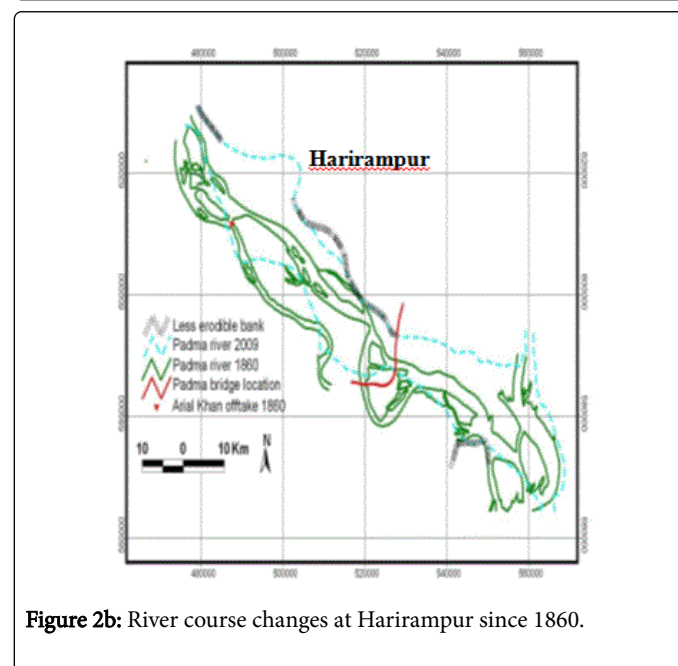 480000 500000 520000 540000 560000
Harirampur
Less erodible bank
Padma river 2009
Padma river 1860
Padma bridge location
Arial Khan offtake 1860
10 0 10 Km N
480000 500000 520000 540000 560000
Figure 2b: River course changes at Harirampur since 1860.